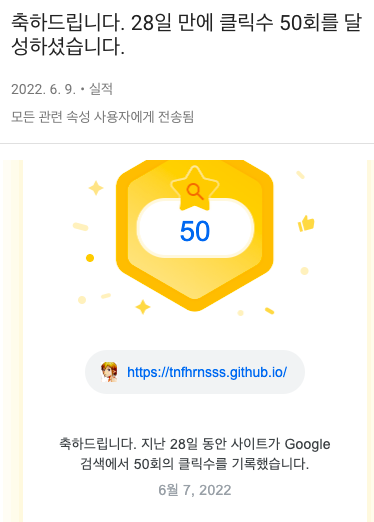 축하드립니다. 28일 만에 클릭수 50회를 달
성하셨습니다.
2022. 6. 9. • 실적
모든 관련 속성 사용자에게 전송됨
50
https://tnfhrnsss.github.io/
축하드립니다. 지난 28일 동안 사이트가 Google
검색에서 50회의 클릭수를 기록했습니다.
6월 7, 2022